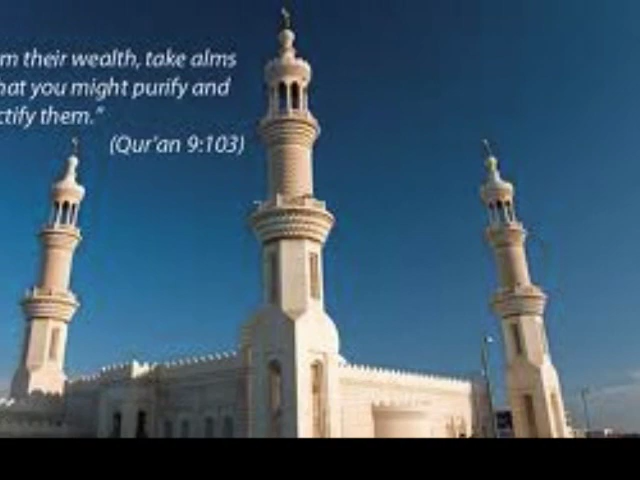 m their wealth, take alms
hat you might purify and
ctify them."
(Qur'an 9:103)